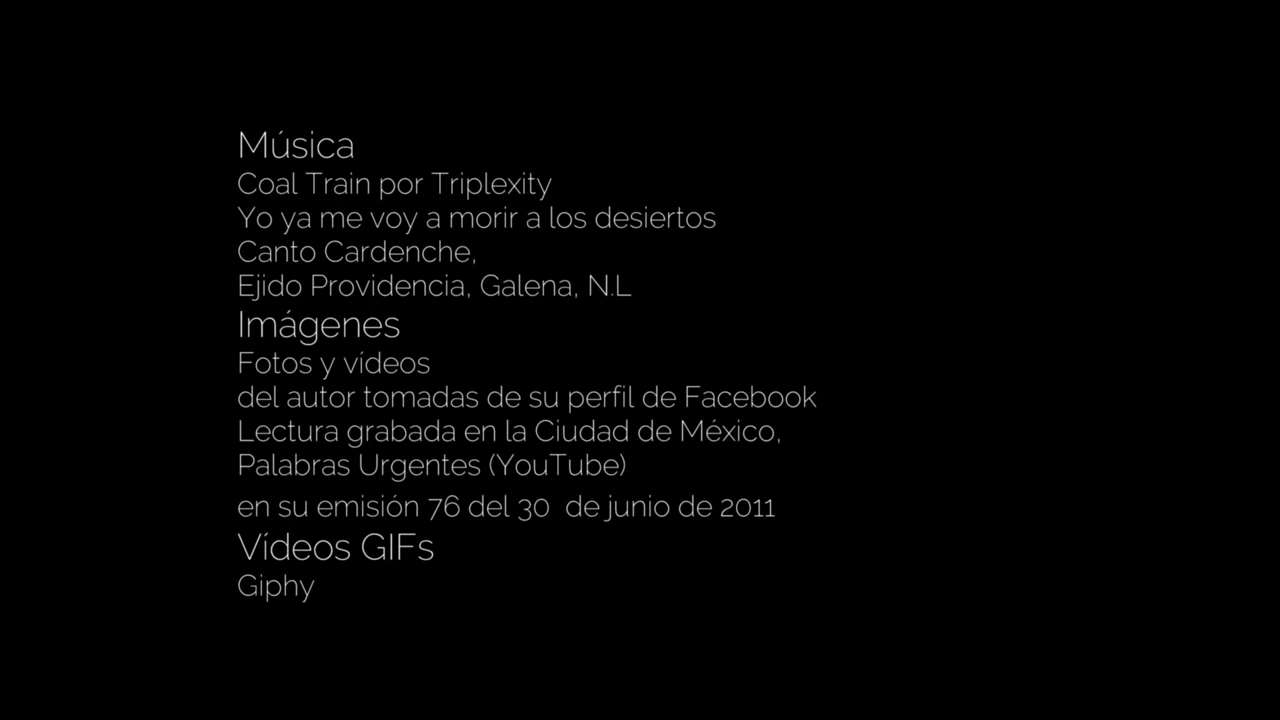 Música
Coal Train por Triplexity
Yo ya me voy a morir a los desiertos
Canto Cardenche,
Ejido Providencia, Galena, N.L
Imágenes
Fotos y vídeos
del autor tomadas de su perfil de Facebook
Lectura grabada en la Ciudad de México,
Palabras Urgentes (YouTube)
en su emisión 76 del 30 de junio de 2011
Vídeos GIFs
Giphy